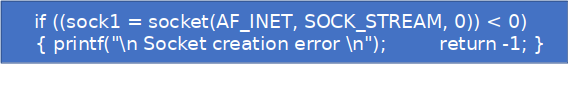 if ((sock1 = socket(AF_INET, SOCK_STREAM, 0)) < 0)
{ printf("\n Socket creation error \n");         return -1; }